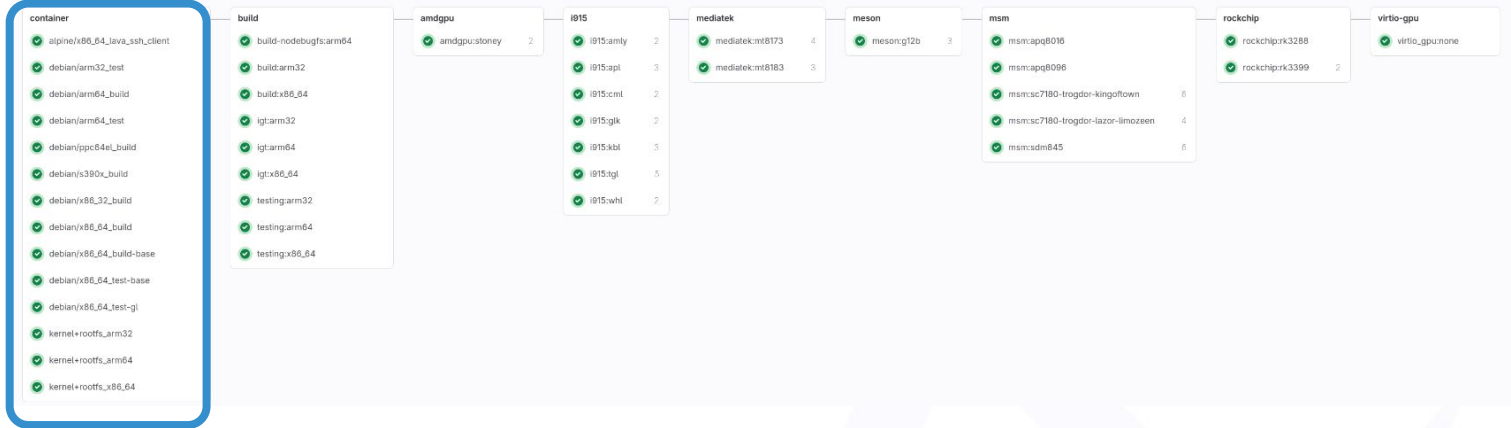 container
alpine/x86_64_lava_ssh_client
debian/arm32_test
debian/arm64_build
debian/arm64_test
debian/ppc64el_build
debian/s390x_build
debian/x86_32_build
debian/x86_64_build
debian/x86_64_build-base
debian/x86_64_test-base
debian/x86_64_test-gl
kernel+rootfs_arm32
kernel+rootfs_arm64
kernel+rootfs_x86_64
build
build-nodebugfs:arm64
build:arm32
build:x86_64
igt:arm32
igt:arm64
igt:x86_64
testing:arm32
testing:arm64
testing:x86_64
amdgpu
amdgpu:stoney 2
i915
i915:amly 2
i915:apl 3
i915:cml 2
i915:glk 2
i915:kbl 3
i915:tgl 5
i915:whl 2
mediatek
mediatek:mt8173 4
mediatek:mt8183 3
meson
meson:g12b 3
msm
msm:apq8016
msm:apq8096
msm:sc7180-trogdor-kingoftown 6
msm:sc7180-trogdor-lazor-limozeen 4
msm:sdm845 6
rockchip
rockchip:rk3288
rockchip:rk3399 2
virtio-gpu
virtio_gpu:none